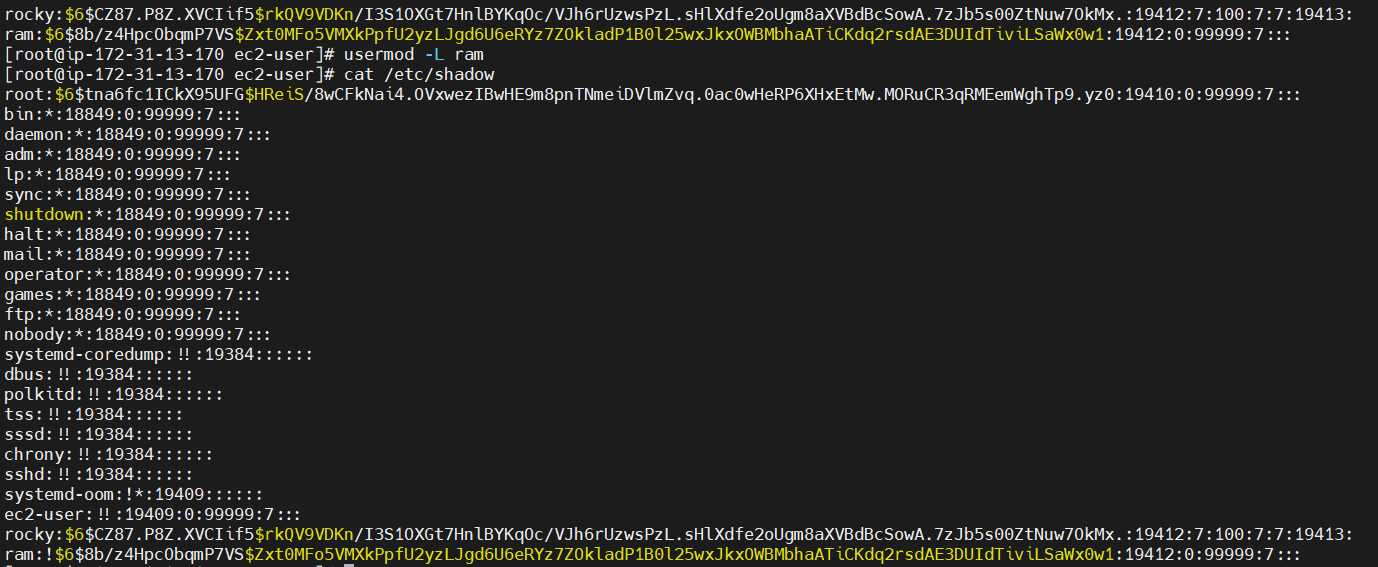 rocky:$6$CZ87.P8Z.XVCIif5$rkQV9VDKn/I3S1OXGt7HnlBYKqOc/VJh6rUzwsPzL.sHlXdfe2oUgm8aXVBdBcSowA.7zJb5s00ZtNuw7OkMx.:19412:7:100:7:7:19413:
ram:$6$8b/z4HpcObqmP7VS$Zxt0MFo5VMXkPpfU2yzLJgd6U6eRYz7ZOkladP1B0l25wxJkxOWBMbhaATiCKdq2rsdAE3DUIdTiviLSaWx0w1:19412:0:99999:7:::
[root@ip-172-31-13-170 ec2-user]# usermod -L ram
[root@ip-172-31-13-170 ec2-user]# cat /etc/shadow
root:$6$tna6fc1ICkX95UFG$HReiS/8wCFkNai4.OVxwezIBwHE9m8pnTNmeiDVlmZvq.0ac0wHeRP6XHxEtMw.MORuCR3qRMEemWghTp9.yz0:19410:0:99999:7:::
bin:*:18849:0:99999:7:::
daemon:*:18849:0:99999:7:::
adm:*:18849:0:99999:7:::
lp:*:18849:0:99999:7:::
sync:*:18849:0:99999:7:::
shutdown:*:18849:0:99999:7:::
halt:*:18849:0:99999:7:::
mail:*:18849:0:99999:7:::
operator:*:18849:0:99999:7:::
games:*:18849:0:99999:7:::
ftp:*:18849:0:99999:7:::
nobody:*:18849:0:99999:7:::
systemd-coredump:!!:19384::::::
dbus:!!:19384::::::
polkitd:!!:19384::::::
tss:!!:19384::::::
sssd:!!:19384::::::
chrony:!!:19384::::::
sshd:!!:19384::::::
systemd-oom:!*:19409::::::
ec2-user:!!:19409:0:99999:7:::
rocky:$6$CZ87.P8Z.XVCIif5$rkQV9VDKn/I3S1OXGt7HnlBYKqOc/VJh6rUzwsPzL.sHlXdfe2oUgm8aXVBdBcSowA.7zJb5s00ZtNuw7OkMx.:19412:7:100:7:7:19413:
ram:!$6$8b/z4HpcObqmP7VS$Zxt0MFo5VMXkPpfU2yzLJgd6U6eRYz7ZOkladP1B0l25wxJkxOWBMbhaATiCKdq2rsdAE3DUIdTiviLSaWx0w1:19412:0:99999:7:::